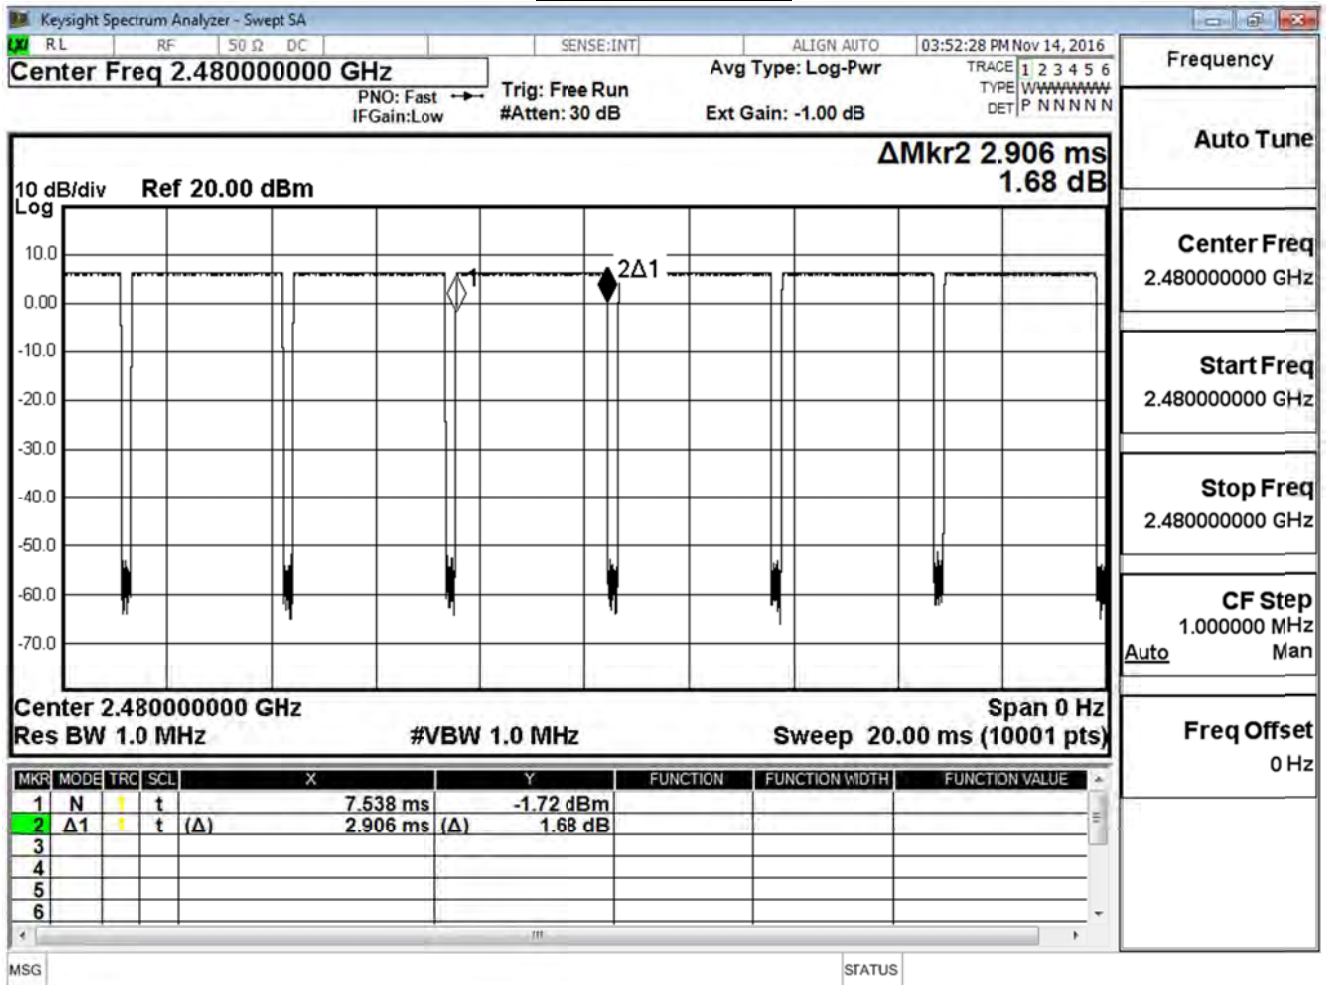 Keysight Spectrum Analyzer - Swept SA
LXI RL RF 50 Ω DC SENSE:INT ALIGN AUTO 03:52:28 PM Nov 14, 2016
Center Freq 2.480000000 GHz
PNO: Fast
IFGain:Low
Trig: Free Run
#Atten: 30 dB
Avg Type: Log-Pwr
Ext Gain: -1.00 dB
TRACE 1 2 3 4 5 6
TYPE W W W W W W
DET P N N N N N
Frequency
ΔMkr2 2.906 ms
1.68 dB
10 dB/div Ref 20.00 dBm
Log
10.0
0.00
-10.0
-20.0
-30.0
-40.0
-50.0
-60.0
-70.0
1
2Δ1
Center 2.480000000 GHz Span 0 Hz
Res BW 1.0 MHz #VBW 1.0 MHz Sweep 20.00 ms (10001 pts)
MKR MODE TRC SCL X Y FUNCTION FUNCTION WIDTH FUNCTION VALUE
1 N 1 t 7.538 ms -1.72 dBm
2 Δ1 1 t (Δ) 2.906 ms (Δ) 1.68 dB
3
4
5
6
MSG STATUS
Auto Tune
Center Freq
2.480000000 GHz
Start Freq
2.480000000 GHz
Stop Freq
2.480000000 GHz
CF Step
1.000000 MHz
Auto Man
Freq Offset
0 Hz